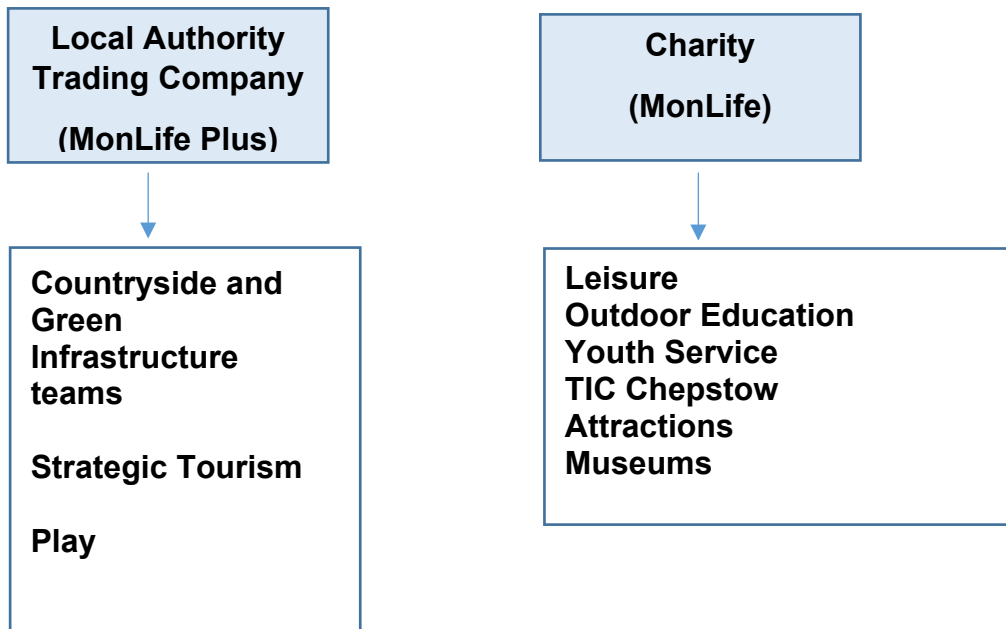 Local Authority
Trading Company
(MonLife Plus)
Charity
(MonLife)
Countryside and
Green
Infrastructure
teams
Strategic Tourism
Play
Leisure
Outdoor Education
Youth Service
TIC Chepstow
Attractions
Museums